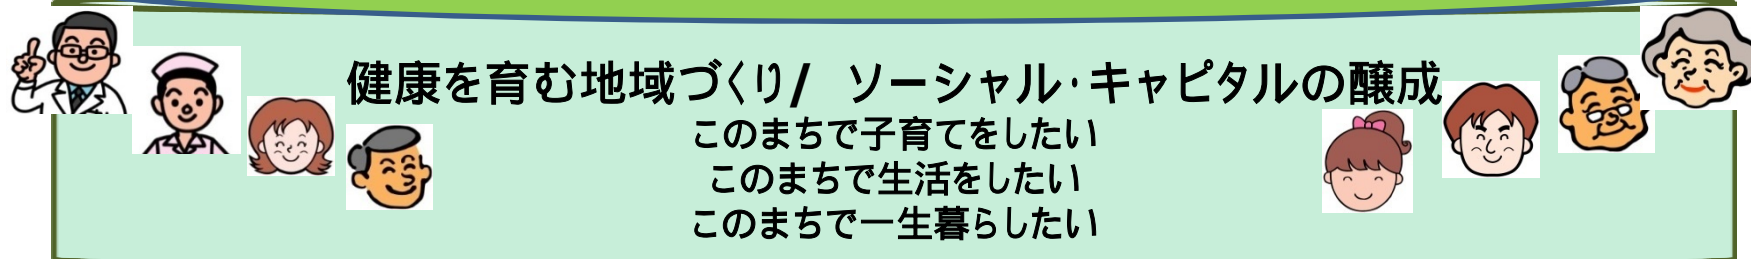 健康を育む地域づくり/ ソーシャル･キャピタルの醸成
このまちで子育てをしたい
このまちで生活をしたい
このまちで一生暮らしたい